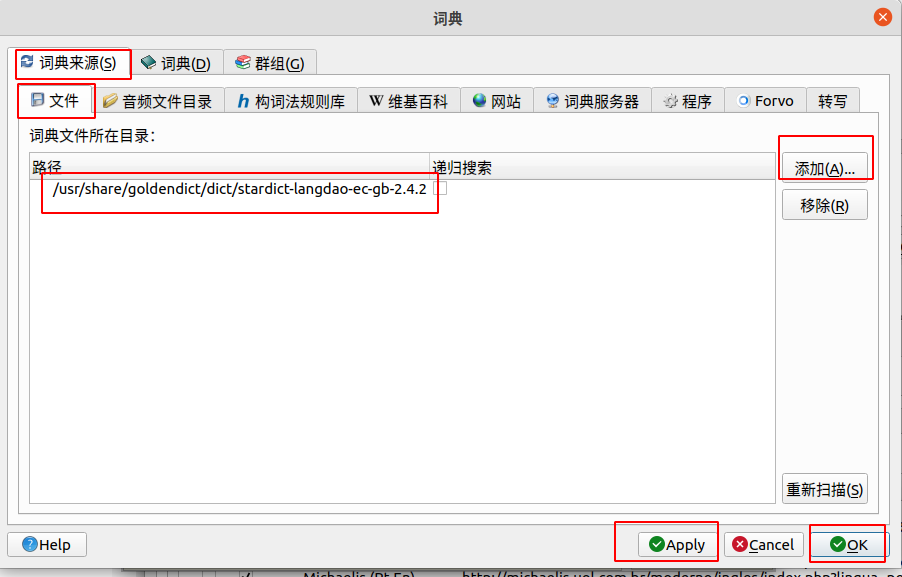 词典
词典来源(S) 词典(D) 群组(G)
文件 音频文件目录 构词法规则库 维基百科 网站 词典服务器 程序 Forvo 转写
词典文件所在目录：
路径 递归搜索
/usr/share/goldendict/dict/stardict-langdao-ec-gb-2.4.2
添加(A)...
移除(R)
重新扫描(S)
Help Apply Cancel OK